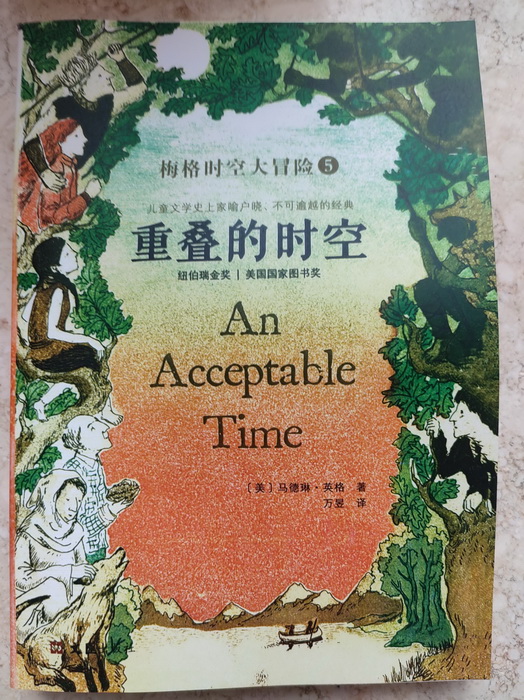 梅格时空大冒险5
儿童文学史上家喻户晓、不可逾越的经典
重叠的时空
纽伯瑞金奖 | 美国国家图书奖
An
Acceptable
Time
〔美〕马德琳·英格 著
万昱 译